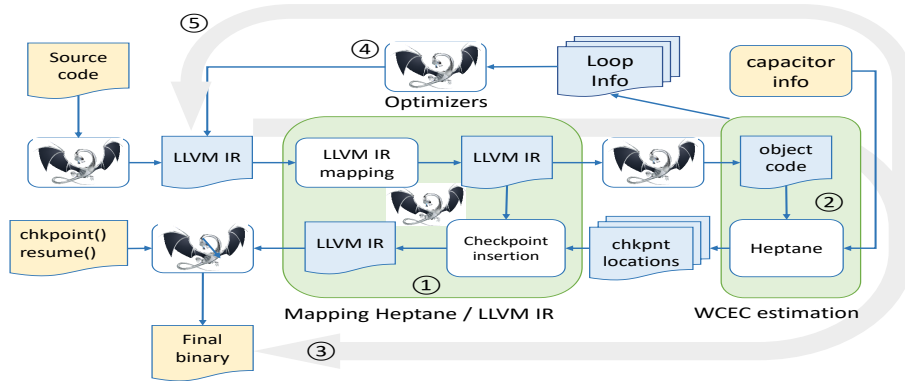 ⑤
Source
code
④
Optimizers
Loop
Info
capacitor
info
LLVM IR
LLVM IR
mapping
LLVM IR
object
code
②
chkpoint()
resume()
LLVM IR
Checkpoint
insertion
chkpnt
locations
Heptane
①
Mapping Heptane / LLVM IR
WCEC estimation
Final
binary
③